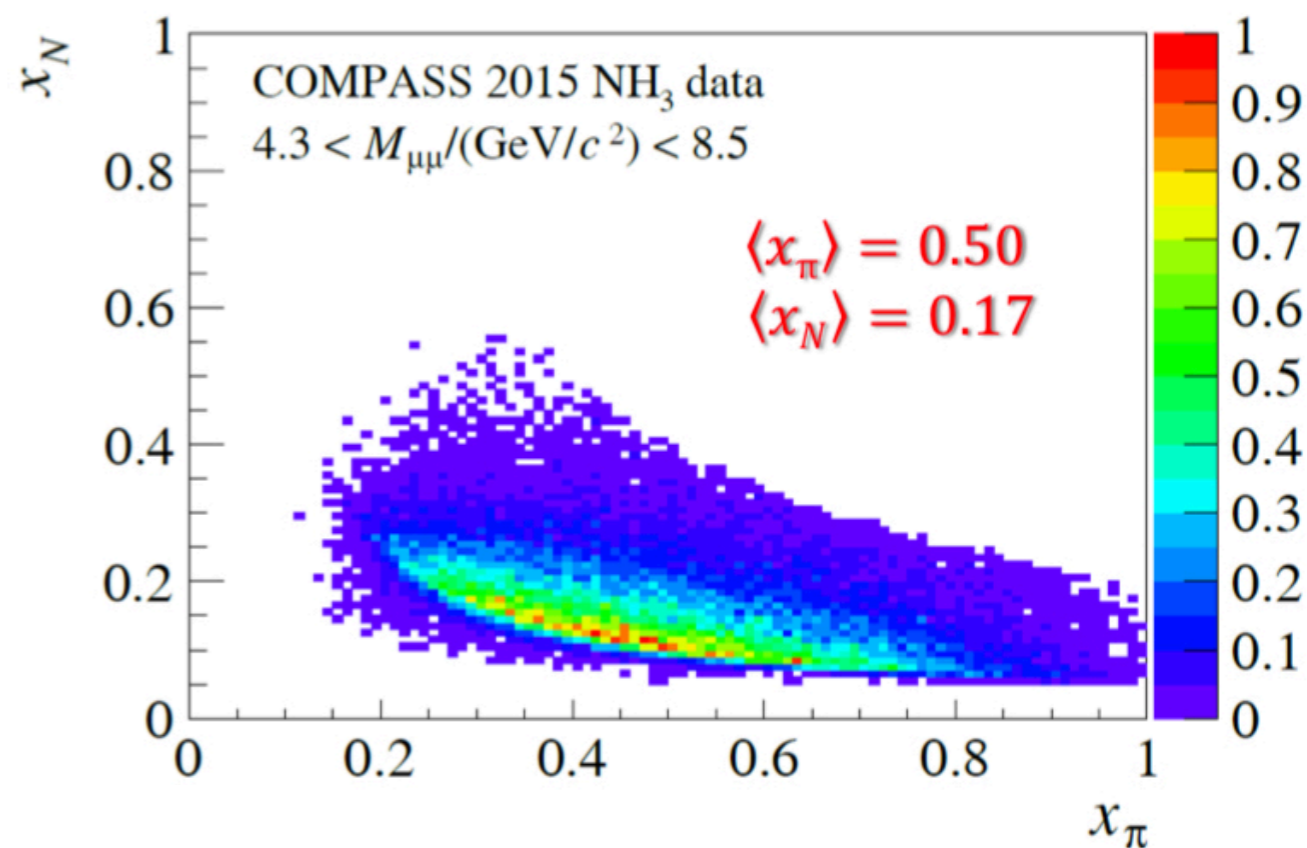 x_N
1
0.8
0.6
0.4
0.2
0
COMPASS 2015 NH₃ data
4.3 < M_μμ/(GeV/c²) < 8.5
⟨x_π⟩ = 0.50
⟨x_N⟩ = 0.17
1
0.9
0.8
0.7
0.6
0.5
0.4
0.3
0.2
0.1
0
0 0.2 0.4 0.6 0.8 1
x_π